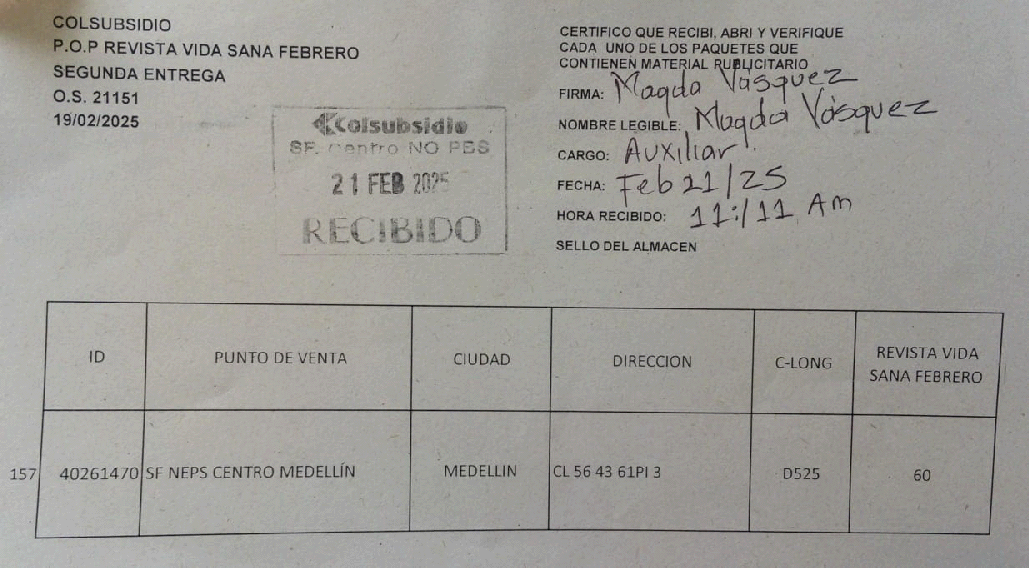 COLSUBSIDIO
P.O.P REVISTA VIDA SANA FEBRERO
SEGUNDA ENTREGA
O.S. 21151
19/02/2025
Colsubsidio
SF. Centro NO PBS
21 FEB 2025
RECIBIDO
CERTIFICO QUE RECIBI, ABRI Y VERIFIQUE
CADA UNO DE LOS PAQUETES QUE
CONTIENEN MATERIAL PUBLICITARIO
FIRMA: Magda Vásquez
NOMBRE LEGIBLE: Magda Vásquez
CARGO: Auxiliar
FECHA: Feb 21/25
HORA RECIBIDO: 11:/11 Am
SELLO DEL ALMACEN
ID PUNTO DE VENTA CIUDAD DIRECCION C-LONG REVISTA VIDA
SANA FEBRERO
157 40261470 SF NEPS CENTRO MEDELLÍN MEDELLIN CL 56 43 61PI 3 D525 60